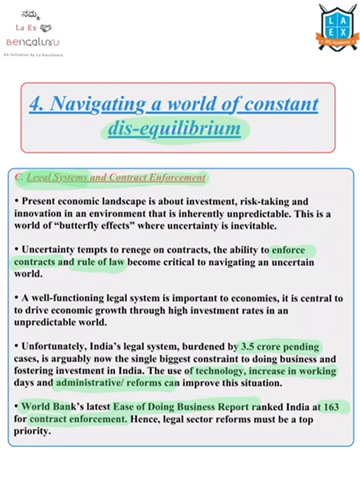 ನಮ್ಮ
La Ex
BENGALURU
An Initiative by La Excellence
LA
EX
IAS Academy
4. Navigating a world of constant
dis-equilibrium
C. Legal Systems and Contract Enforcement
• Present economic landscape is about investment, risk-taking and
innovation in an environment that is inherently unpredictable. This is a
world of “butterfly effects” where uncertainty is inevitable.
• Uncertainty tempts to renege on contracts, the ability to enforce
contracts and rule of law become critical to navigating an uncertain
world.
• A well-functioning legal system is important to economies, it is central to
to drive economic growth through high investment rates in an
unpredictable world.
• Unfortunately, India’s legal system, burdened by 3.5 crore pending
cases, is arguably now the single biggest constraint to doing business and
fostering investment in India. The use of technology, increase in working
days and administrative/ reforms can improve this situation.
• World Bank’s latest Ease of Doing Business Report ranked India at 163
for contract enforcement. Hence, legal sector reforms must be a top
priority.